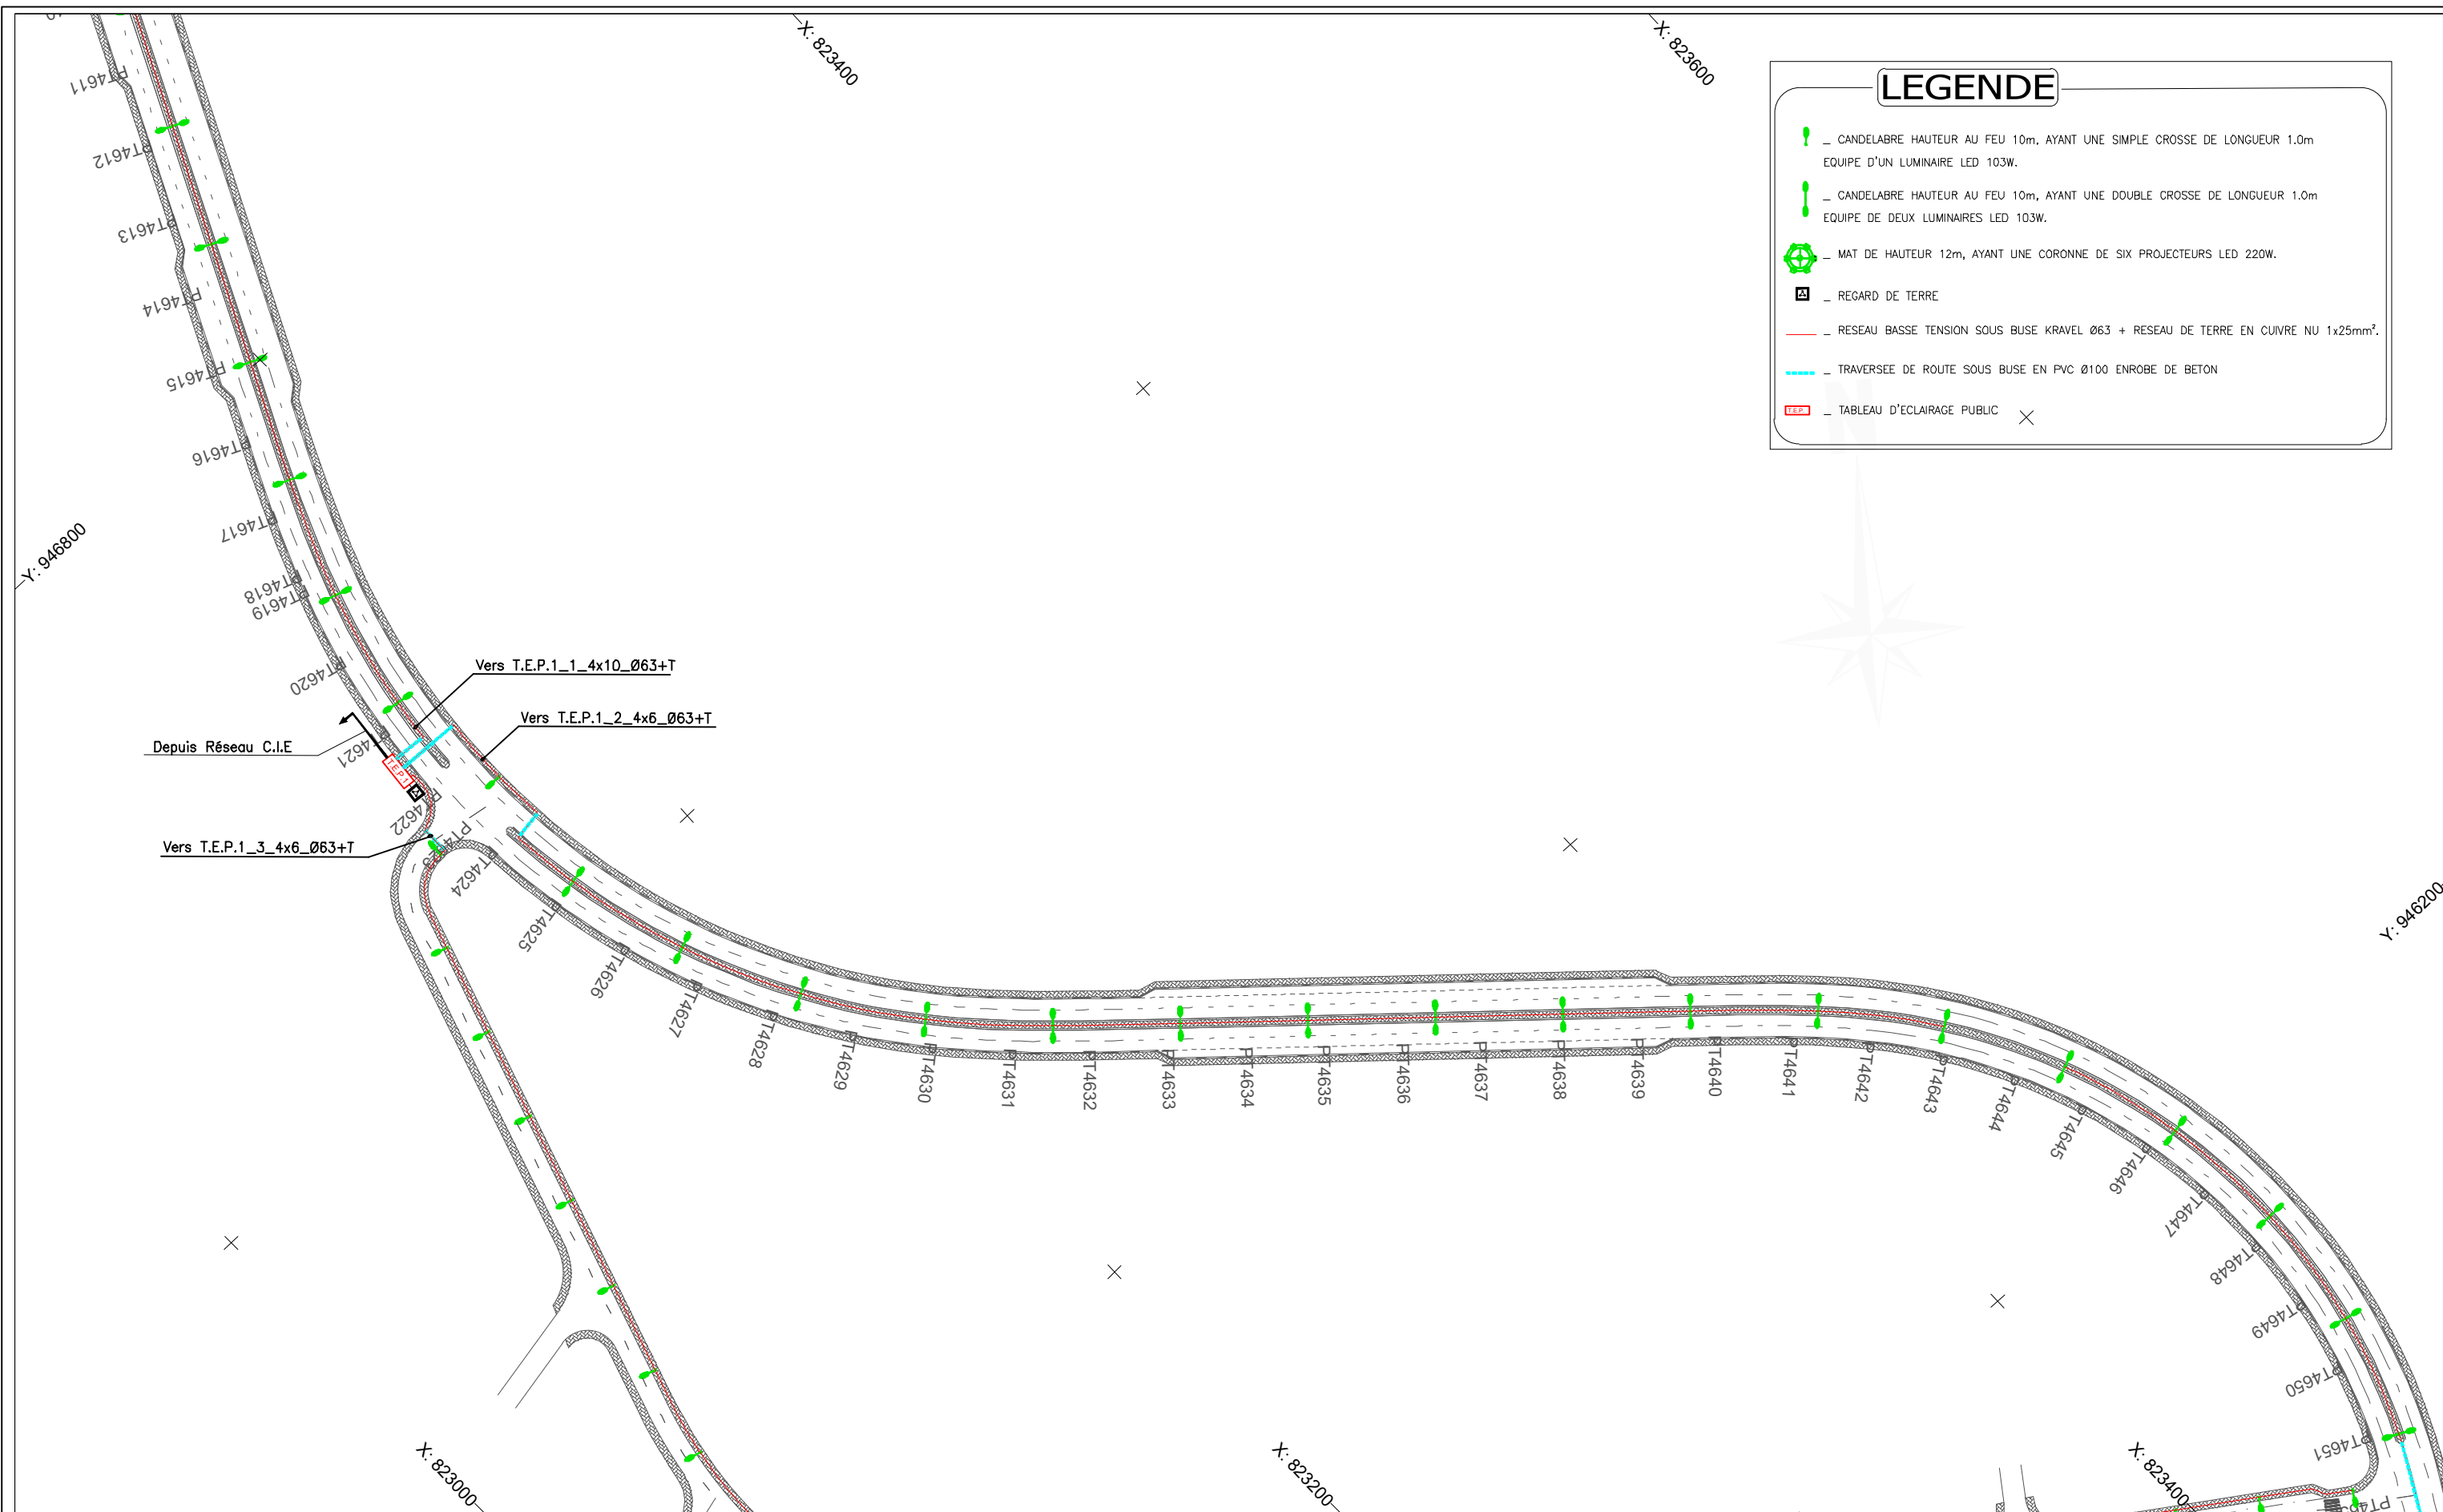 X: 823400
X: 823600
LEGENDE
_ CANDELABRE HAUTEUR AU FEU 10m, AYANT UNE SIMPLE CROSSE DE LONGUEUR 1.0m
EQUIPE D'UN LUMINAIRE LED 103W.
_ CANDELABRE HAUTEUR AU FEU 10m, AYANT UNE DOUBLE CROSSE DE LONGUEUR 1.0m
EQUIPE DE DEUX LUMINAIRES LED 103W.
_ MAT DE HAUTEUR 12m, AYANT UNE CORONNE DE SIX PROJECTEURS LED 220W.
_ REGARD DE TERRE
_ RESEAU BASSE TENSION SOUS BUSE KRAVEL Ø63 + RESEAU DE TERRE EN CUIVRE NU 1x25mm².
_ TRAVERSEE DE ROUTE SOUS BUSE EN PVC Ø100 ENROBE DE BETON
TEP
_ TABLEAU D'ECLAIRAGE PUBLIC
N
PT4611
PT4612
PT4613
PT4614
PT4615
PT4616
PT4617
Y: 946800
PT4618
PT4619
PT4620
Vers T.E.P.1_1_4x10_Ø63+T
Vers T.E.P.1_2_4x6_Ø63+T
Depuis Réseau C.I.E
PT4621
TEP.1
PT4622
Vers T.E.P.1_3_4x6_Ø63+T
PT4623
PT4624
PT4625
PT4626
PT4627
PT4628
PT4629
PT4630
PT4631
PT4632
PT4633
PT4634
PT4635
PT4636
PT4637
PT4638
PT4639
PT4640
PT4641
PT4642
PT4643
PT4644
PT4645
PT4646
PT4647
PT4648
PT4649
PT4650
PT4651
Y: 946200
X: 823000
X: 823200
X: 823400